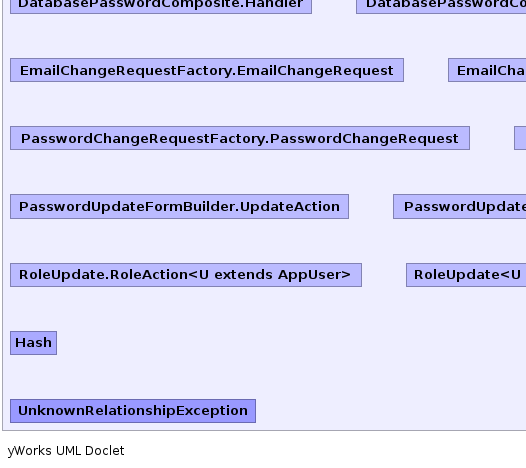 DatabasePasswordComposite.Handler DatabasePasswordCo
EmailChangeRequestFactory.EmailChangeRequest EmailCha
PasswordChangeRequestFactory.PasswordChangeRequest
PasswordUpdateFormBuilder.UpdateAction PasswordUpdate
RoleUpdate.RoleAction<U extends AppUser> RoleUpdate<U
Hash
UnknownRelationshipException
yWorks UML Doclet